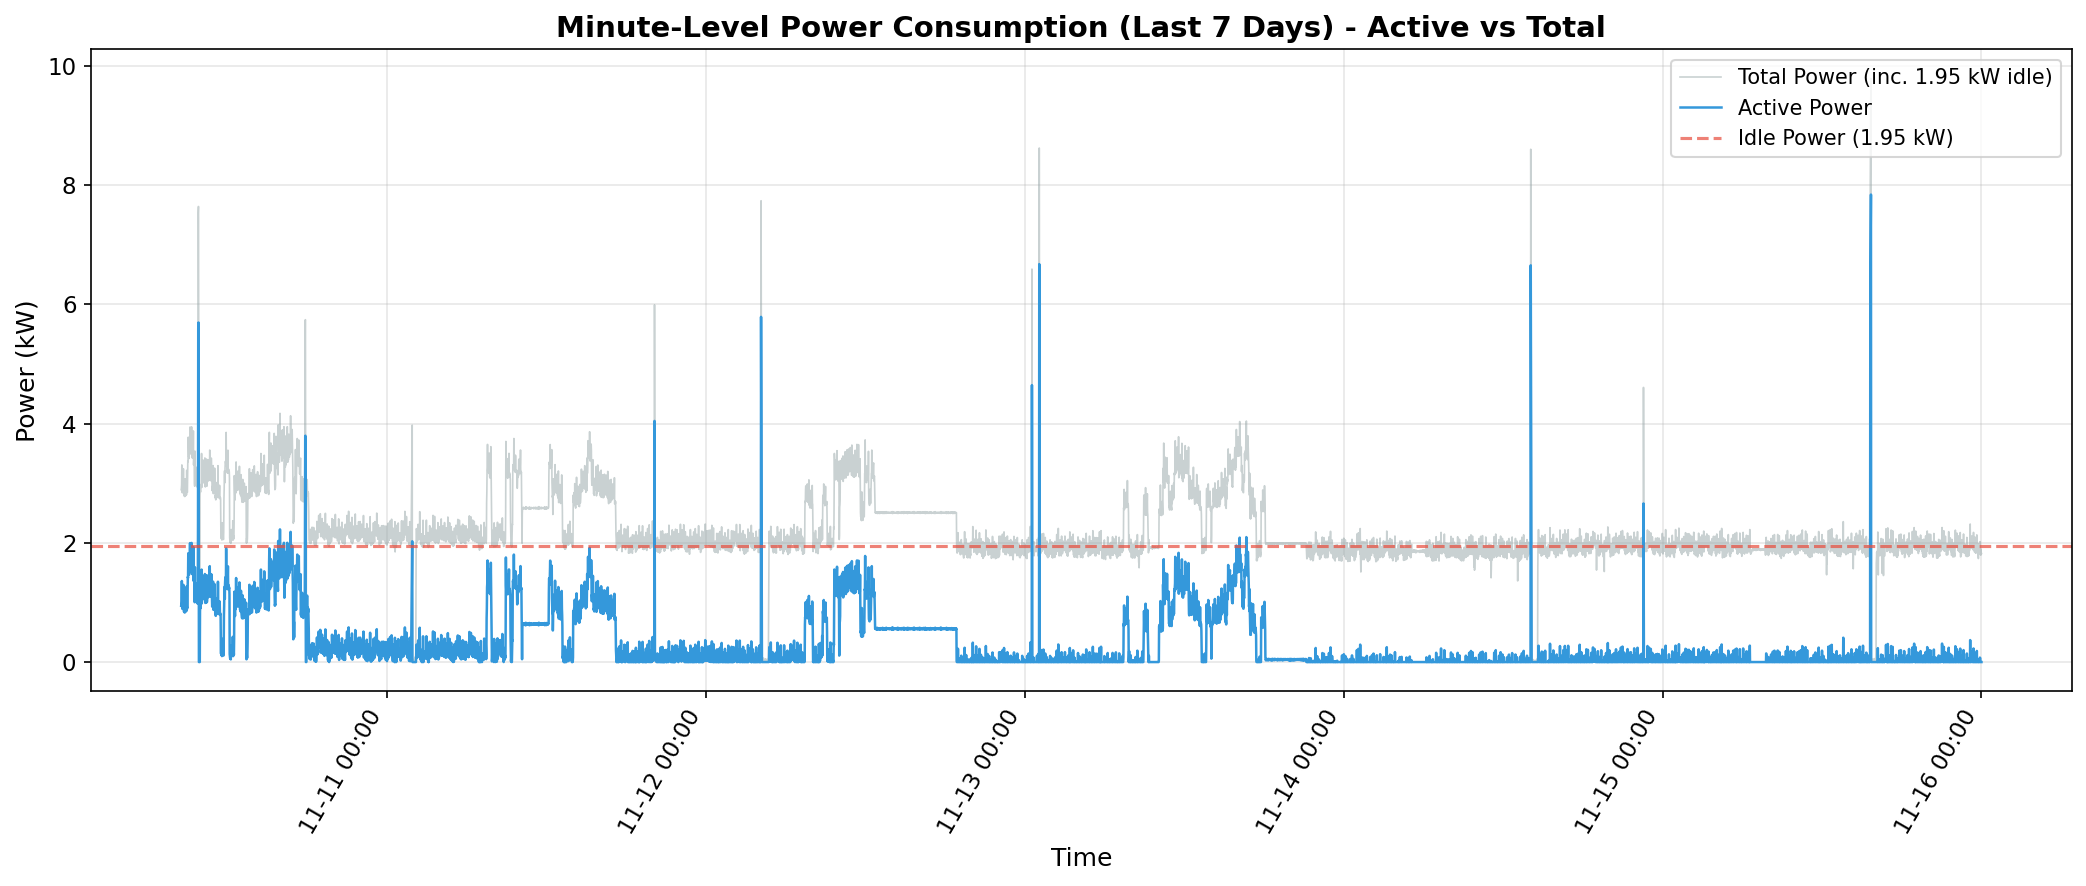 Minute-Level Power Consumption (Last 7 Days) - Active vs Total
Total Power (inc. 1.95 kW idle)
Active Power
Idle Power (1.95 kW)
Power (kW)
10
8
6
4
2
0
11-11 00:00
11-12 00:00
11-13 00:00
11-14 00:00
11-15 00:00
11-16 00:00
Time